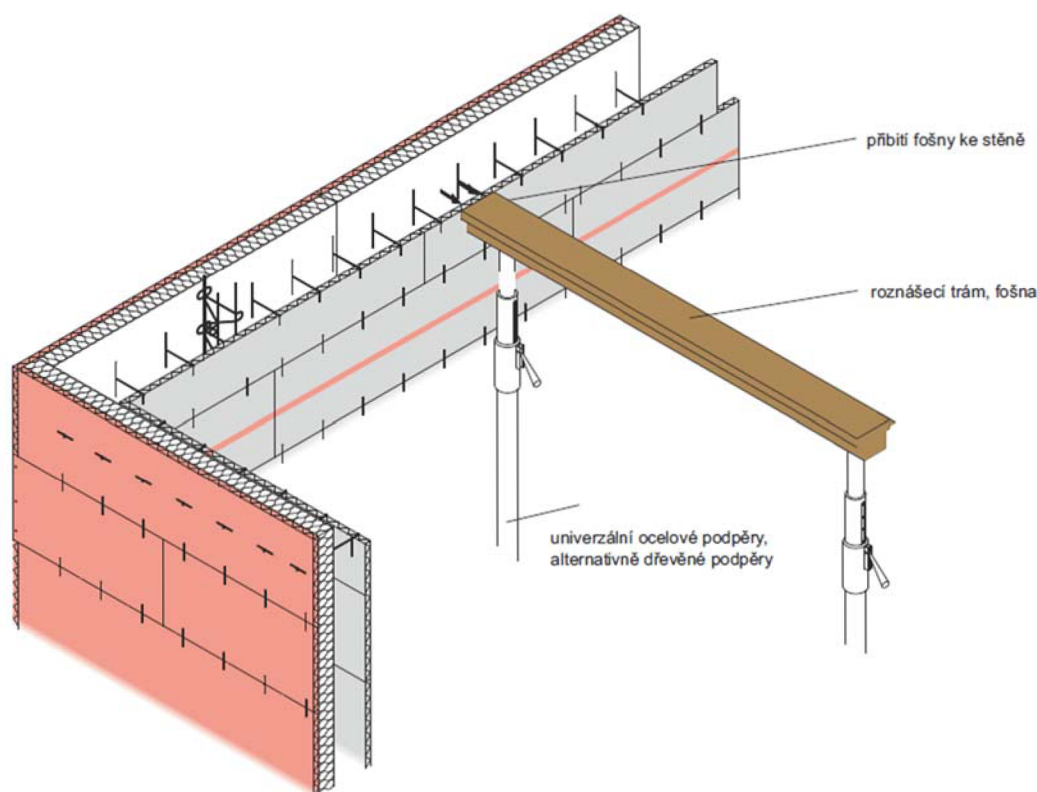 přibití fošny ke stěně
roznášecí trám, fošna
univerzální ocelové podpěry,
alternativně dřevěné podpěry